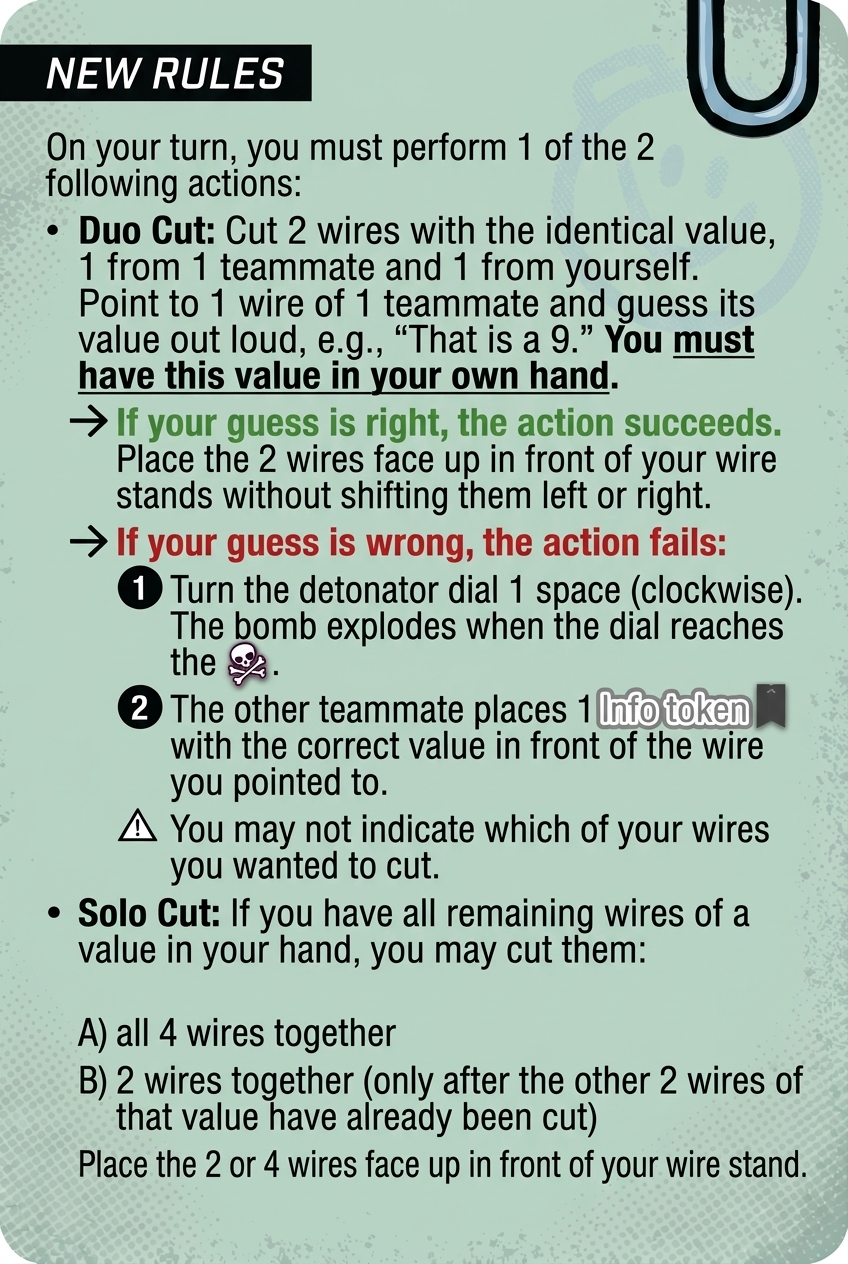 NEW RULES
On your turn, you must perform 1 of the 2
following actions:
• Duo Cut: Cut 2 wires with the identical value,
1 from 1 teammate and 1 from yourself.
Point to 1 wire of 1 teammate and guess its
value out loud, e.g., “That is a 9.” You must
have this value in your own hand.
→ If your guess is right, the action succeeds.
Place the 2 wires face up in front of your wire
stands without shifting them left or right.
→ If your guess is wrong, the action fails:
1 Turn the detonator dial 1 space (clockwise).
The bomb explodes when the dial reaches
the .
2 The other teammate places 1 Info token
with the correct value in front of the wire
you pointed to.
! You may not indicate which of your wires
you wanted to cut.
• Solo Cut: If you have all remaining wires of a
value in your hand, you may cut them:
A) all 4 wires together
B) 2 wires together (only after the other 2 wires of
that value have already been cut)
Place the 2 or 4 wires face up in front of your wire stand.